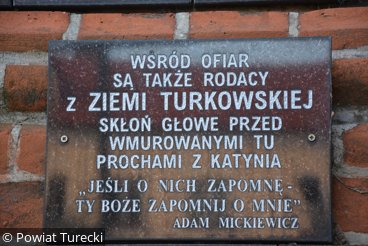 WŚRÓD OFIAR
SĄ TAKŻE RODACY
z ZIEMI TURKOWSKIEJ
SKŁOŃ GŁOWĘ PRZED
WMUROWANYMI TU
PROCHAMI Z KATYNIA
„JEŚLI O NICH ZAPOMNĘ -
TY BOŻE ZAPOMNIJ O MNIE”
ADAM MICKIEWICZ
© Powiat Turecki